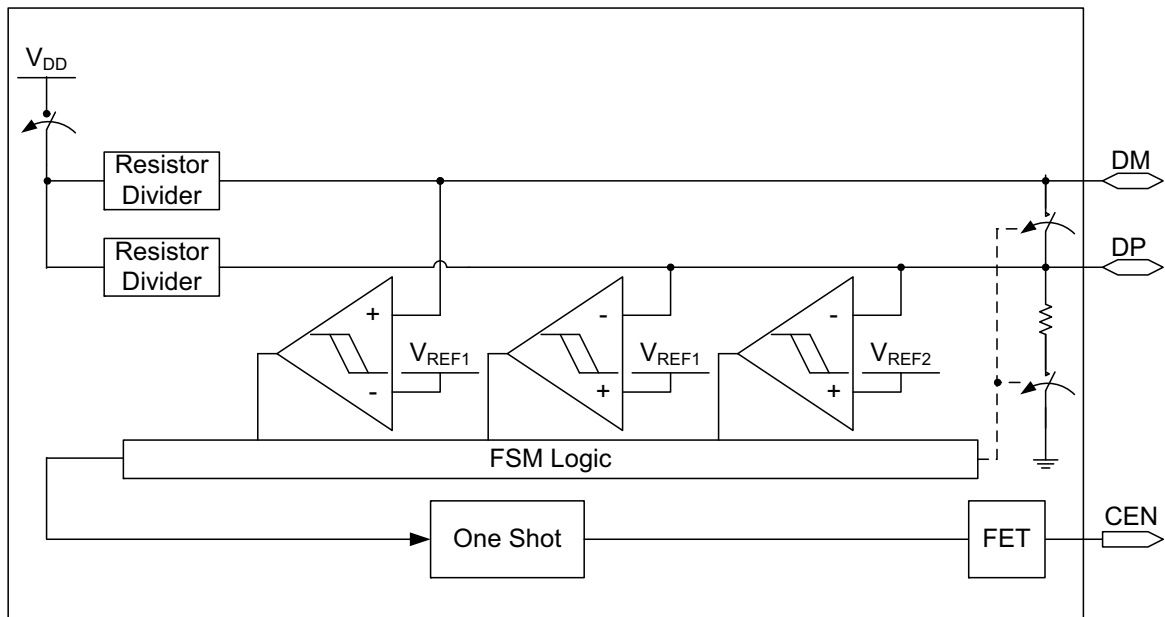 VDD
Resistor
Divider
DM
Resistor
Divider
DP
+
-
VREF1
-
+
VREF1
-
+
VREF2
FSM Logic
One Shot
FET
CEN